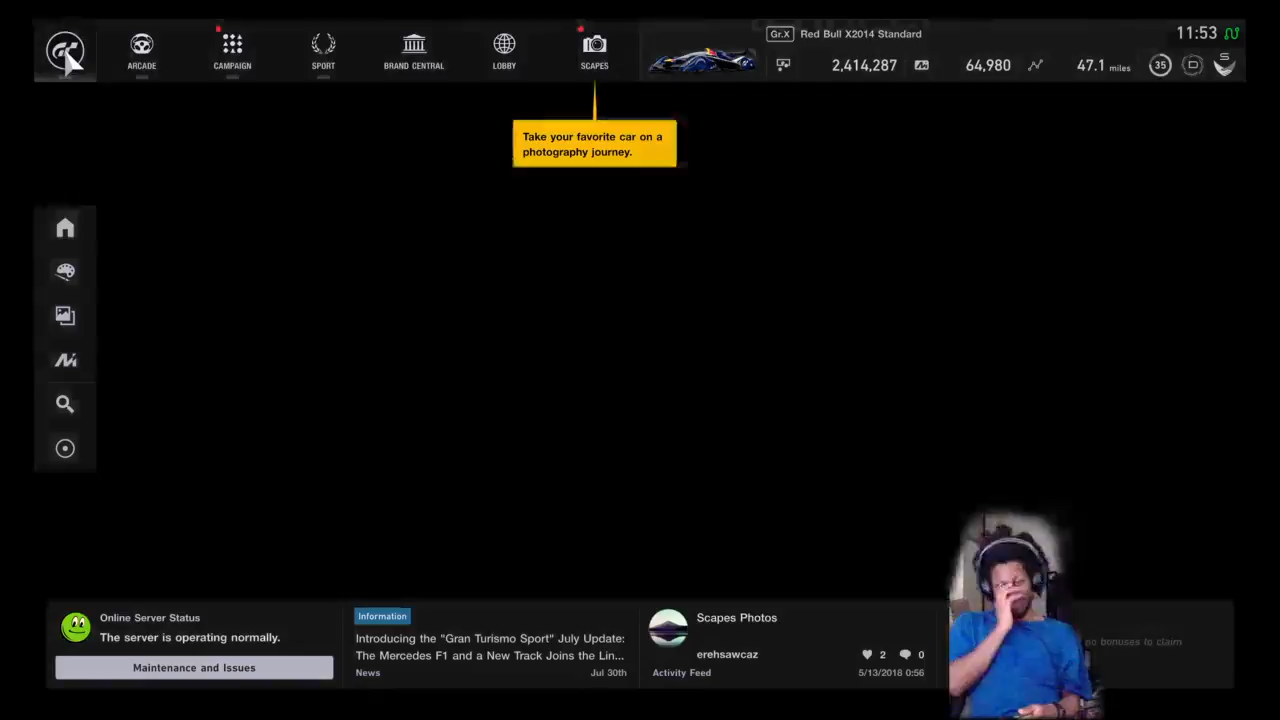 Gr.X Red Bull X2014 Standard
11:53
ARCADE
CAMPAIGN
SPORT
BRAND CENTRAL
LOBBY
SCAPES
2,414,287
64,980
47.1 miles
35
D
S
Take your favorite car on a
photography journey.
Online Server Status
The server is operating normally.
Maintenance and Issues
Information
Introducing the "Gran Turismo Sport" July Update:
The Mercedes F1 and a New Track Joins the Lin...
News
Jul 30th
Scapes Photos
erehsawcaz
2
0
Activity Feed
5/13/2018 0:56
no bonuses to claim